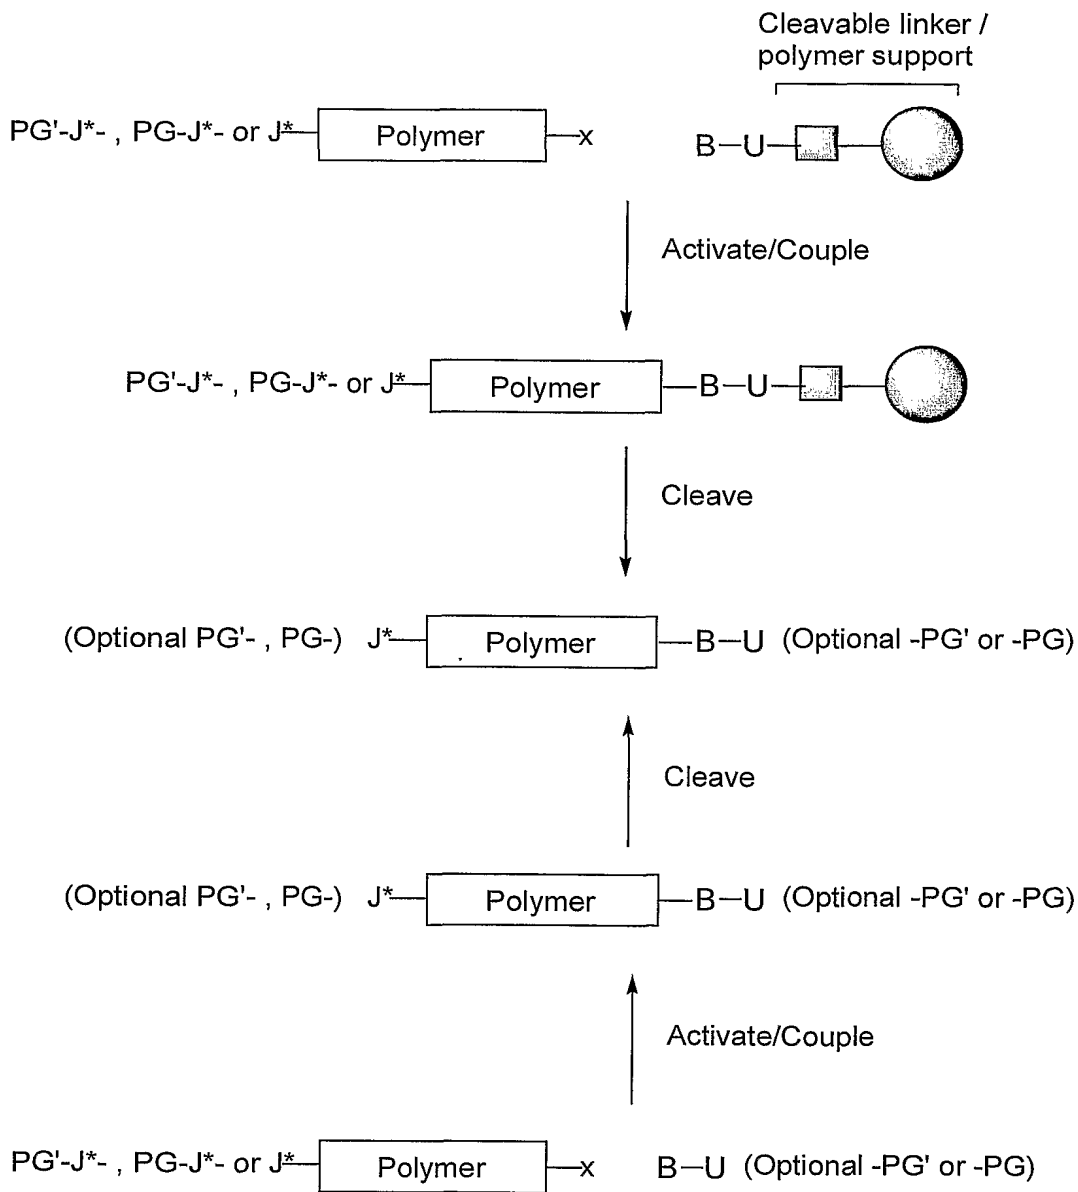 Cleavable linker /
polymer support
PG'-J*- , PG-J*- or J* Polymer x B-U
Activate/Couple
PG'-J*- , PG-J*- or J* Polymer B-U
Cleave
(Optional PG'- , PG-) J* Polymer B-U (Optional -PG' or -PG)
Cleave
(Optional PG'- , PG-) J* Polymer B-U (Optional -PG' or -PG)
Activate/Couple
PG'-J*- , PG-J*- or J* Polymer x B-U (Optional -PG' or -PG)